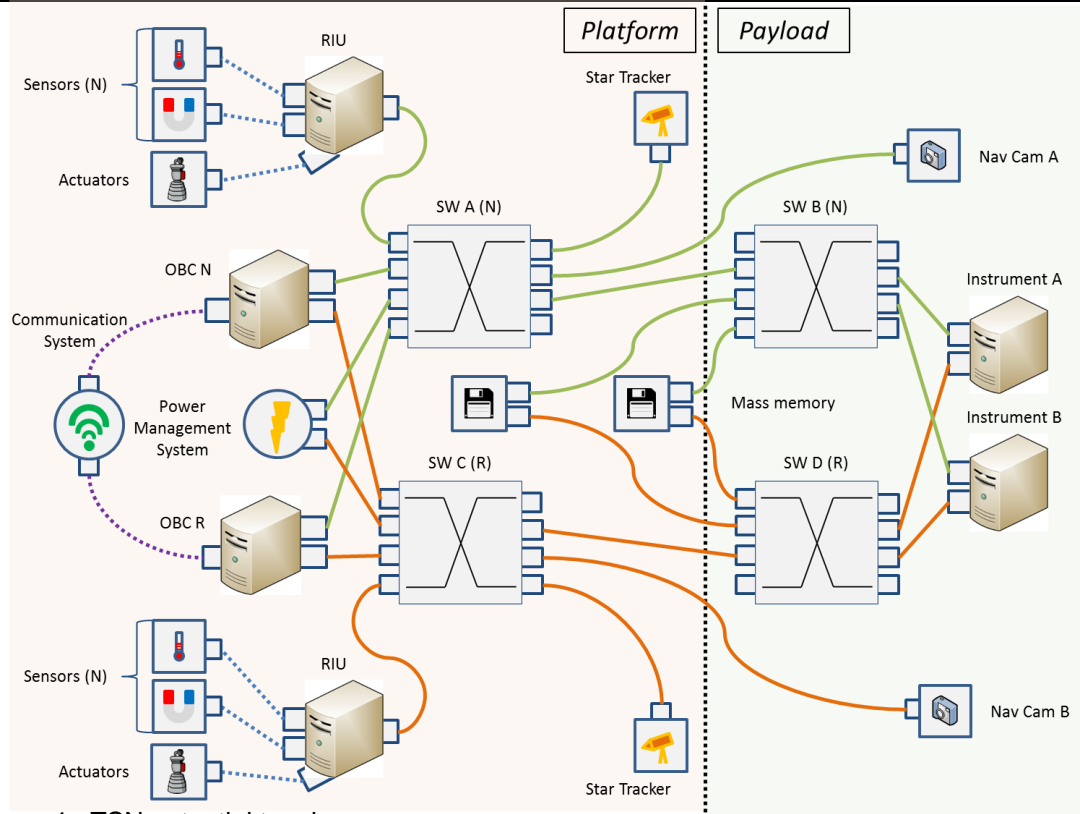 Platform
Payload
RIU
Sensors (N)
Actuators
Star Tracker
Nav Cam A
SW A (N)
SW B (N)
OBC N
Instrument A
Communication
System
Power
Management
System
Mass memory
Instrument B
SW C (R)
SW D (R)
OBC R
Sensors (N)
RIU
Actuators
Star Tracker
Nav Cam B